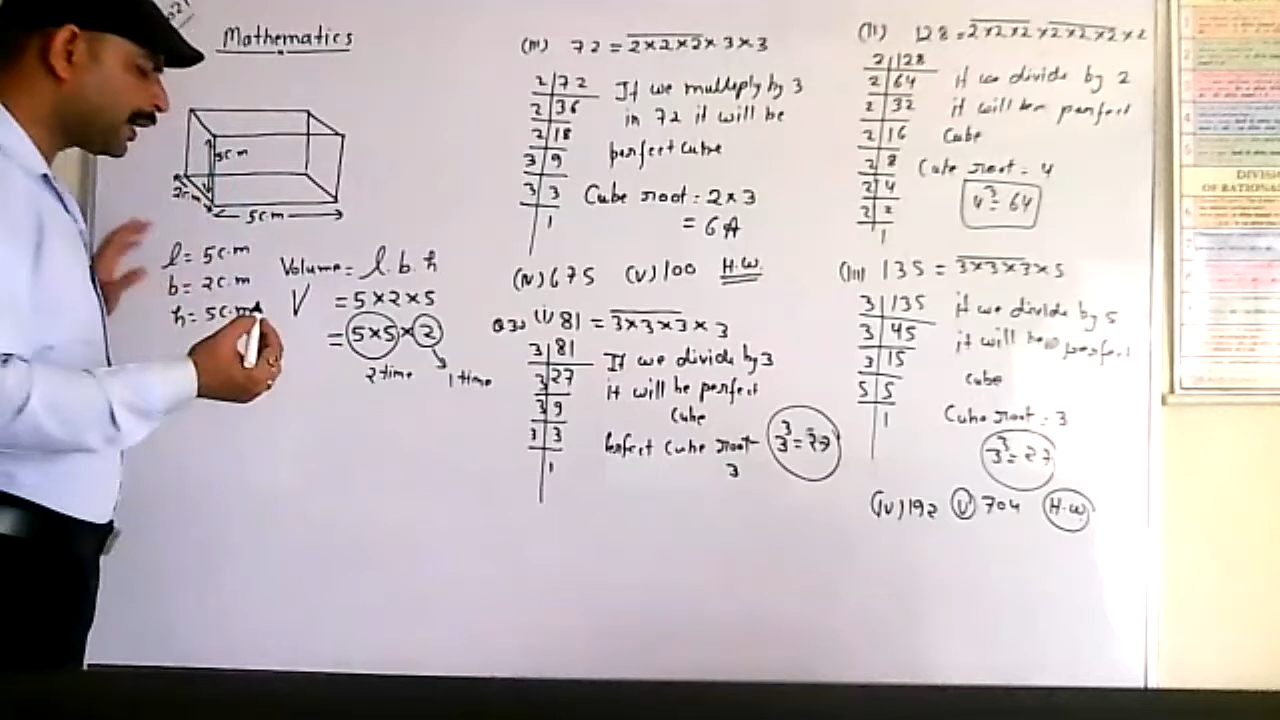 Mathematics
5cm
2cm
5cm
l = 5c.m
b = 2c.m
h = 5c.m
Volume = l. b. h
V = 5×2×5
= 5×5×2
2 time
1 time
(III) 72 = 2×2×2×3×3
2 72
2 36
2 18
3 9
3 3
1
If we multiply by 3
in 72 it will be
perfect cube
Cube root = 2×3
= 6A
(IV) 675 (V) 100 H.W.
Q3. (i) 81 = 3×3×3×3
3 81
3 27
3 9
3 3
1
If we divide by 3
it will be perfect
Cube
Perfect Cube root
3
3³ = 27
(II) 128 = 2×2×2×2×2×2×2
2 128
2 64
2 32
2 16
2 8
2 4
2 2
1
if we divide by 2
it will be perfect
Cube
Cube root = 4
4³ = 64
(III) 135 = 3×3×3×5
3 135
3 45
3 15
5 5
1
if we divide by 5
it will be perfect
Cube
Cube root = 3
3³ = 27
(IV) 192 (V) 704 H.W.
DIVISI
OF RATIONA